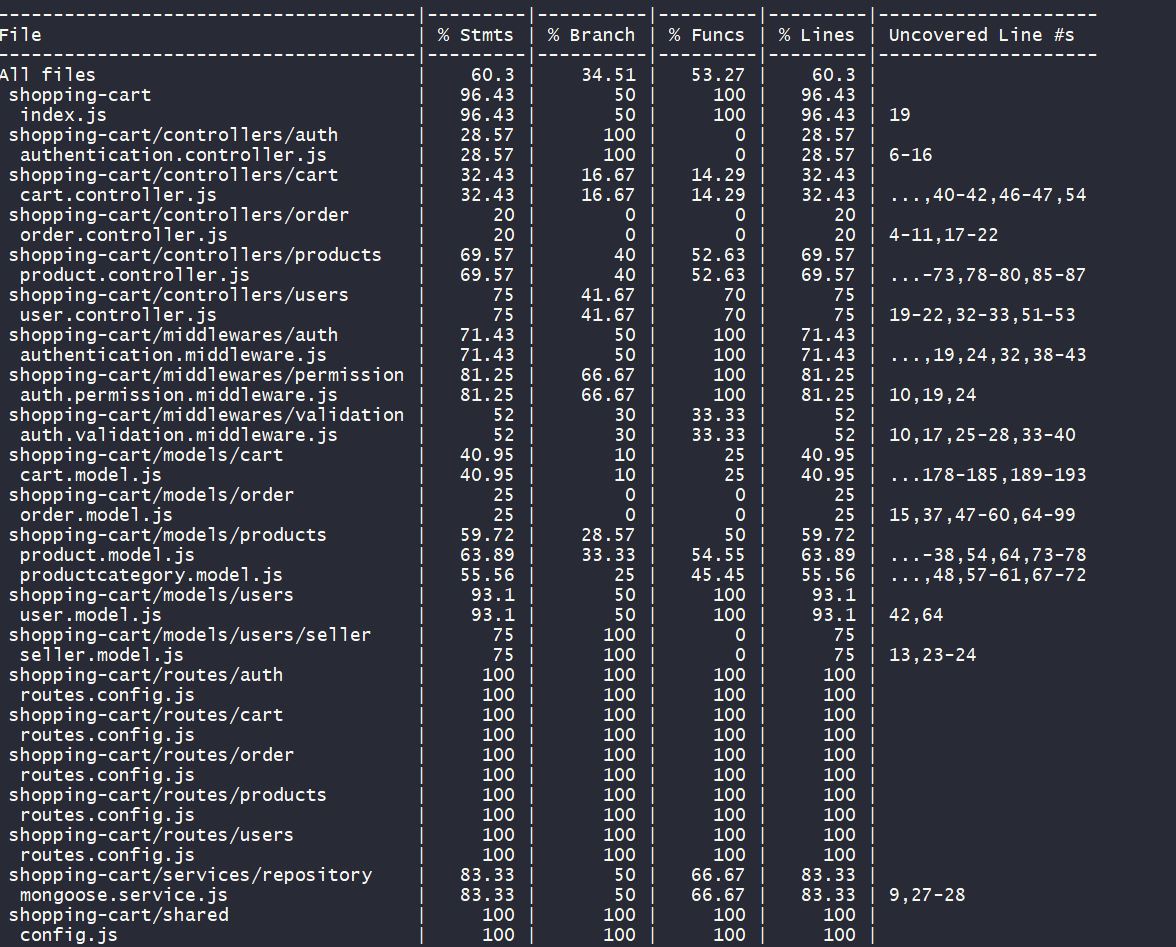 ----------------------------------------|---------|----------|---------|---------|--------------------
File | % Stmts | % Branch | % Funcs | % Lines | Uncovered Line #s
----------------------------------------|---------|----------|---------|---------|--------------------
All files | 60.3 | 34.51 | 53.27 | 60.3 |
shopping-cart | 96.43 | 50 | 100 | 96.43 |
index.js | 96.43 | 50 | 100 | 96.43 | 19
shopping-cart/controllers/auth | 28.57 | 100 | 0 | 28.57 |
authentication.controller.js | 28.57 | 100 | 0 | 28.57 | 6-16
shopping-cart/controllers/cart | 32.43 | 16.67 | 14.29 | 32.43 |
cart.controller.js | 32.43 | 16.67 | 14.29 | 32.43 | ...,40-42,46-47,54
shopping-cart/controllers/order | 20 | 0 | 0 | 20 |
order.controller.js | 20 | 0 | 0 | 20 | 4-11,17-22
shopping-cart/controllers/products | 69.57 | 40 | 52.63 | 69.57 |
product.controller.js | 69.57 | 40 | 52.63 | 69.57 | ...-73,78-80,85-87
shopping-cart/controllers/users | 75 | 41.67 | 70 | 75 |
user.controller.js | 75 | 41.67 | 70 | 75 | 19-22,32-33,51-53
shopping-cart/middlewares/auth | 71.43 | 50 | 100 | 71.43 |
authentication.middleware.js | 71.43 | 50 | 100 | 71.43 | ...,19,24,32,38-43
shopping-cart/middlewares/permission | 81.25 | 66.67 | 100 | 81.25 |
auth.permission.middleware.js | 81.25 | 66.67 | 100 | 81.25 | 10,19,24
shopping-cart/middlewares/validation | 52 | 30 | 33.33 | 52 |
auth.validation.middleware.js | 52 | 30 | 33.33 | 52 | 10,17,25-28,33-40
shopping-cart/models/cart | 40.95 | 10 | 25 | 40.95 |
cart.model.js | 40.95 | 10 | 25 | 40.95 | ...178-185,189-193
shopping-cart/models/order | 25 | 0 | 0 | 25 |
order.model.js | 25 | 0 | 0 | 25 | 15,37,47-60,64-99
shopping-cart/models/products | 59.72 | 28.57 | 50 | 59.72 |
product.model.js | 63.89 | 33.33 | 54.55 | 63.89 | ...-38,54,64,73-78
productcategory.model.js | 55.56 | 25 | 45.45 | 55.56 | ...,48,57-61,67-72
shopping-cart/models/users | 93.1 | 50 | 100 | 93.1 |
user.model.js | 93.1 | 50 | 100 | 93.1 | 42,64
shopping-cart/models/users/seller | 75 | 100 | 0 | 75 |
seller.model.js | 75 | 100 | 0 | 75 | 13,23-24
shopping-cart/routes/auth | 100 | 100 | 100 | 100 |
routes.config.js | 100 | 100 | 100 | 100 |
shopping-cart/routes/cart | 100 | 100 | 100 | 100 |
routes.config.js | 100 | 100 | 100 | 100 |
shopping-cart/routes/order | 100 | 100 | 100 | 100 |
routes.config.js | 100 | 100 | 100 | 100 |
shopping-cart/routes/products | 100 | 100 | 100 | 100 |
routes.config.js | 100 | 100 | 100 | 100 |
shopping-cart/routes/users | 100 | 100 | 100 | 100 |
routes.config.js | 100 | 100 | 100 | 100 |
shopping-cart/services/repository | 83.33 | 50 | 66.67 | 83.33 |
mongoose.service.js | 83.33 | 50 | 66.67 | 83.33 | 9,27-28
shopping-cart/shared | 100 | 100 | 100 | 100 |
config.js | 100 | 100 | 100 | 100 |